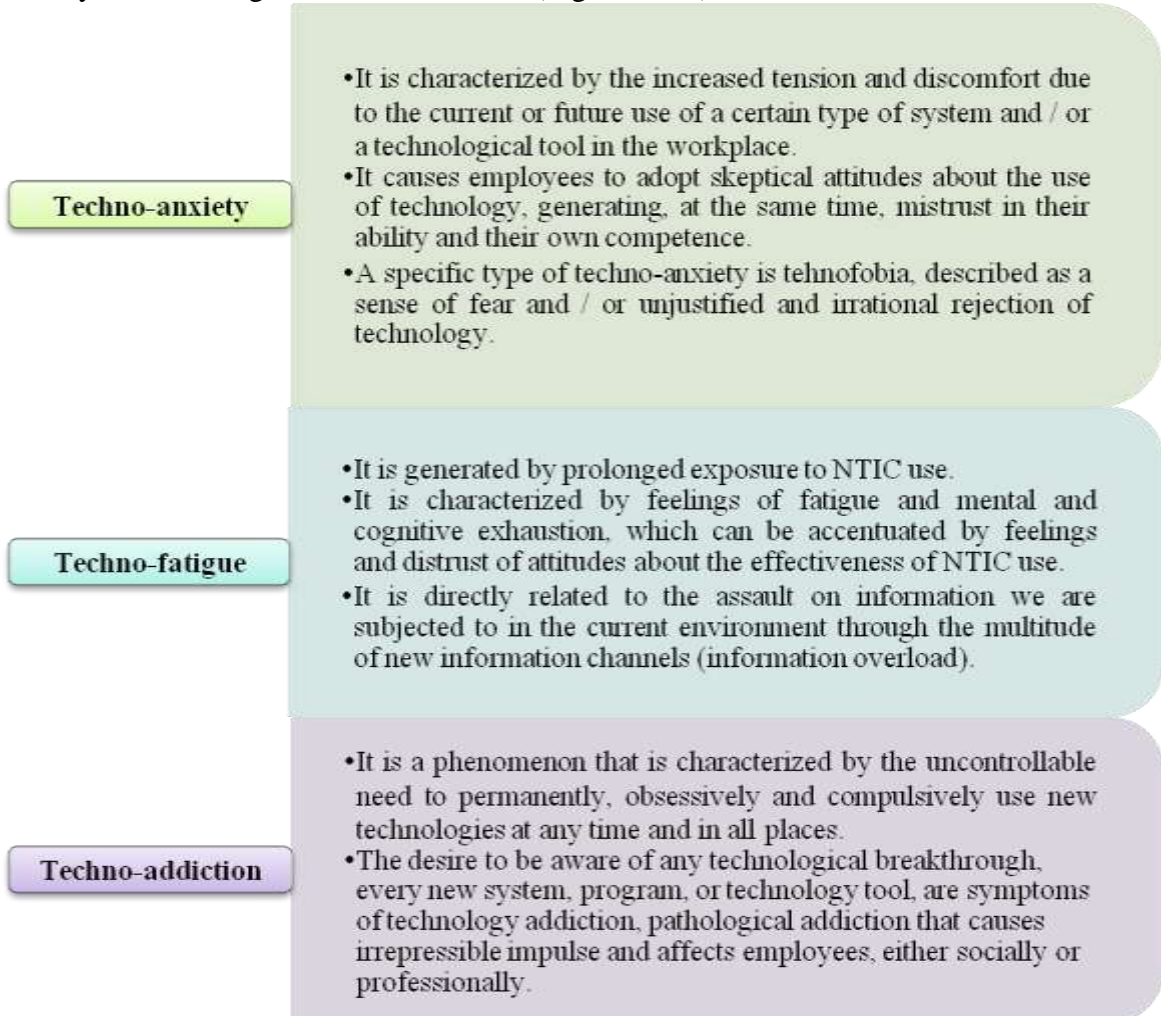 •It is characterized by the increased tension and discomfort due
to the current or future use of a certain type of system and / or
a technological tool in the workplace.
•It causes employees to adopt skeptical attitudes about the use
of technology, generating, at the same time, mistrust in their
ability and their own competence.
•A specific type of techno-anxiety is tehnofobia, described as a
sense of fear and / or unjustified and irrational rejection of
technology.
Techno-anxiety
•It is generated by prolonged exposure to NTIC use.
•It is characterized by feelings of fatigue and mental and
cognitive exhaustion, which can be accentuated by feelings
and distrust of attitudes about the effectiveness of NTIC use.
•It is directly related to the assault on information we are
subjected to in the current environment through the multitude
of new information channels (information overload).
Techno-fatigue
•It is a phenomenon that is characterized by the uncontrollable
need to permanently, obsessively and compulsively use new
technologies at any time and in all places.
•The desire to be aware of any technological breakthrough,
every new system, program, or technology tool, are symptoms
of technology addiction, pathological addiction that causes
irrepressible impulse and affects employees, either socially or
professionally.
Techno-addiction